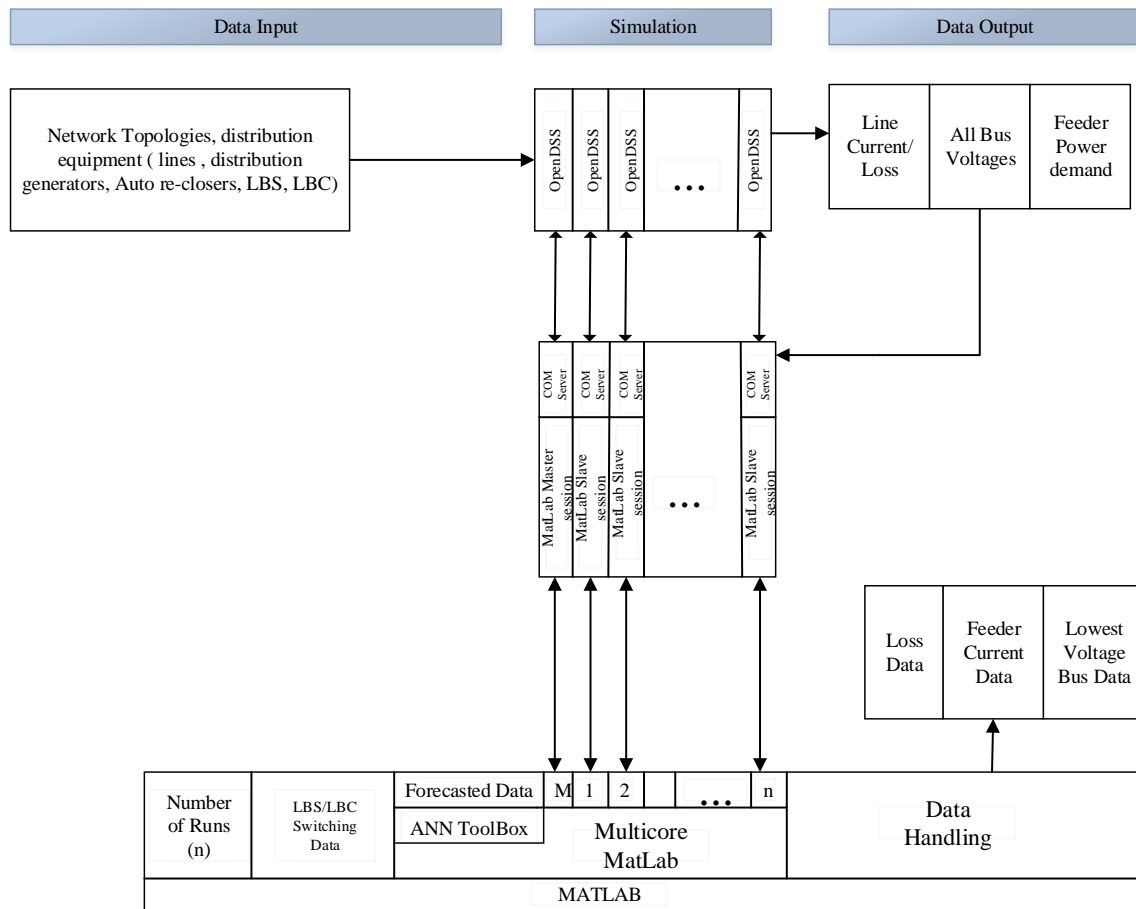 Data Input
Simulation
Data Output
Network Topologies, distribution
equipment ( lines , distribution
generators, Auto re-closers, LBS, LBC)
OpenDSS
OpenDSS
OpenDSS
...
OpenDSS
Line
Current/
Loss
All Bus
Voltages
Feeder
Power
demand
COM
Server
COM
Server
COM
Server
COM
Server
MatLab Master
session
MatLab Slave
session
MatLab Slave
session
...
MatLab Slave
session
Loss
Data
Feeder
Current
Data
Lowest
Voltage
Bus Data
Number
of Runs
(n)
LBS/LBC
Switching
Data
Forecasted Data
M
1
2
...
n
ANN ToolBox
Multicore
MatLab
Data
Handling
MATLAB